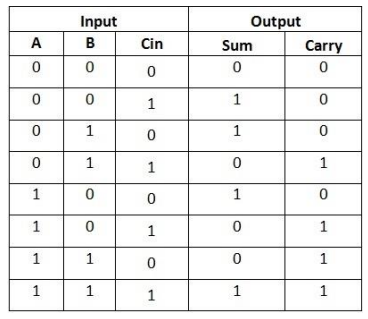 Input Output
A B Cin Sum Carry
0 0 0 0 0
0 0 1 1 0
0 1 0 1 0
0 1 1 0 1
1 0 0 1 0
1 0 1 0 1
1 1 0 0 1
1 1 1 1 1